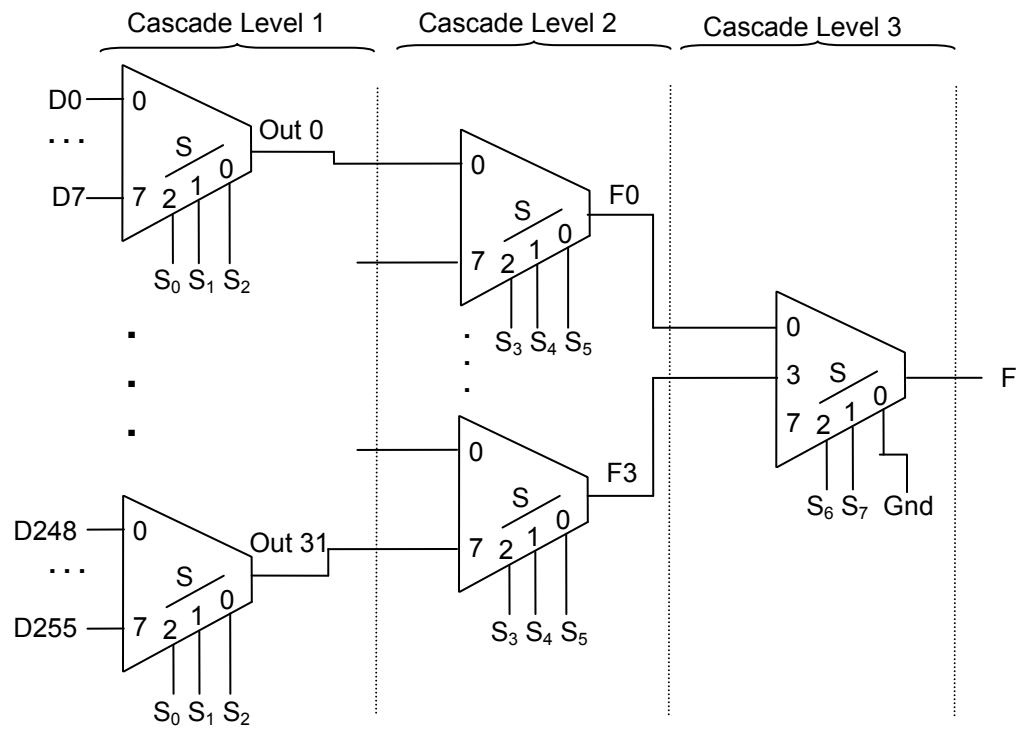 Cascade Level 1
Cascade Level 2
Cascade Level 3
D0
0
...
D7
7
S
2 1 0
S₀ S₁ S₂
Out 0
0
7
S
2 1 0
S₃ S₄ S₅
F0
0
3
7
S
2 1 0
S₆ S₇ Gnd
F
0
7
S
2 1 0
S₃ S₄ S₅
F3
D248
0
...
D255
7
S
2 1 0
S₀ S₁ S₂
Out 31